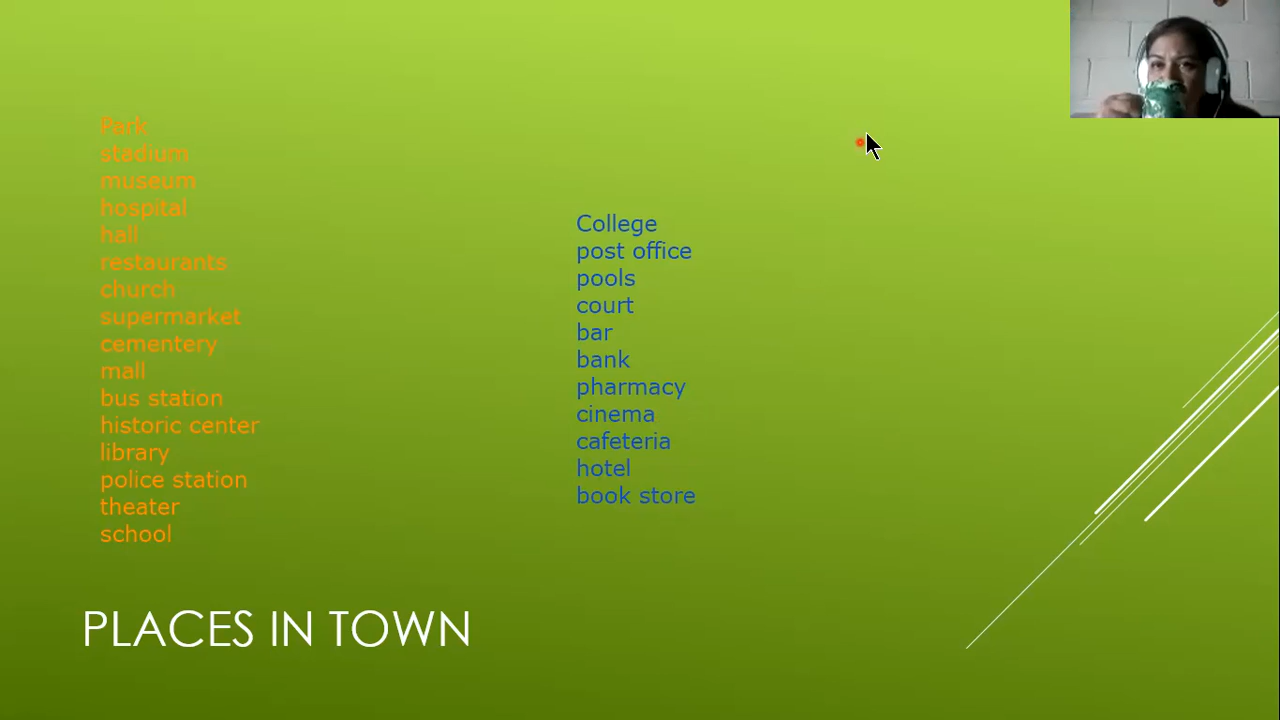 Park
stadium
museum
hospital
hall
restaurants
church
supermarket
cementery
mall
bus station
historic center
library
police station
theater
school
College
post office
pools
court
bar
bank
pharmacy
cinema
cafeteria
hotel
book store
PLACES IN TOWN